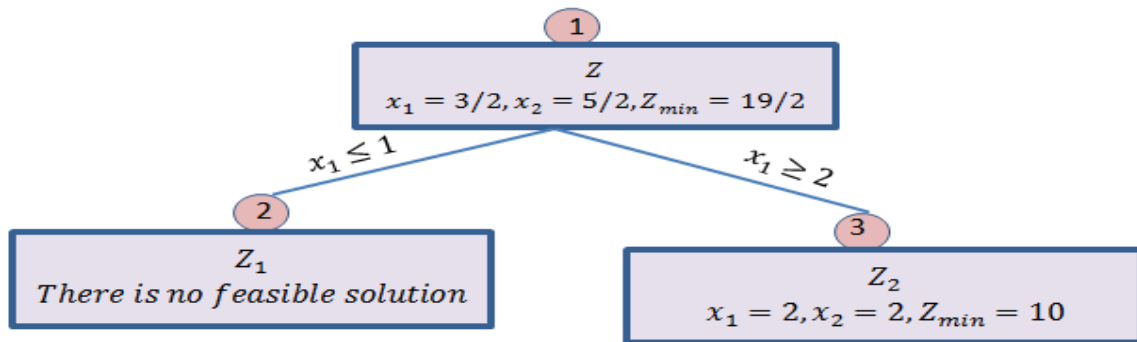 1
Z
x₁ = 3/2, x₂ = 5/2, Z_min = 19/2
x₁ ≤ 1
x₁ ≥ 2
2
Z₁
There is no feasible solution
3
Z₂
x₁ = 2, x₂ = 2, Z_min = 10